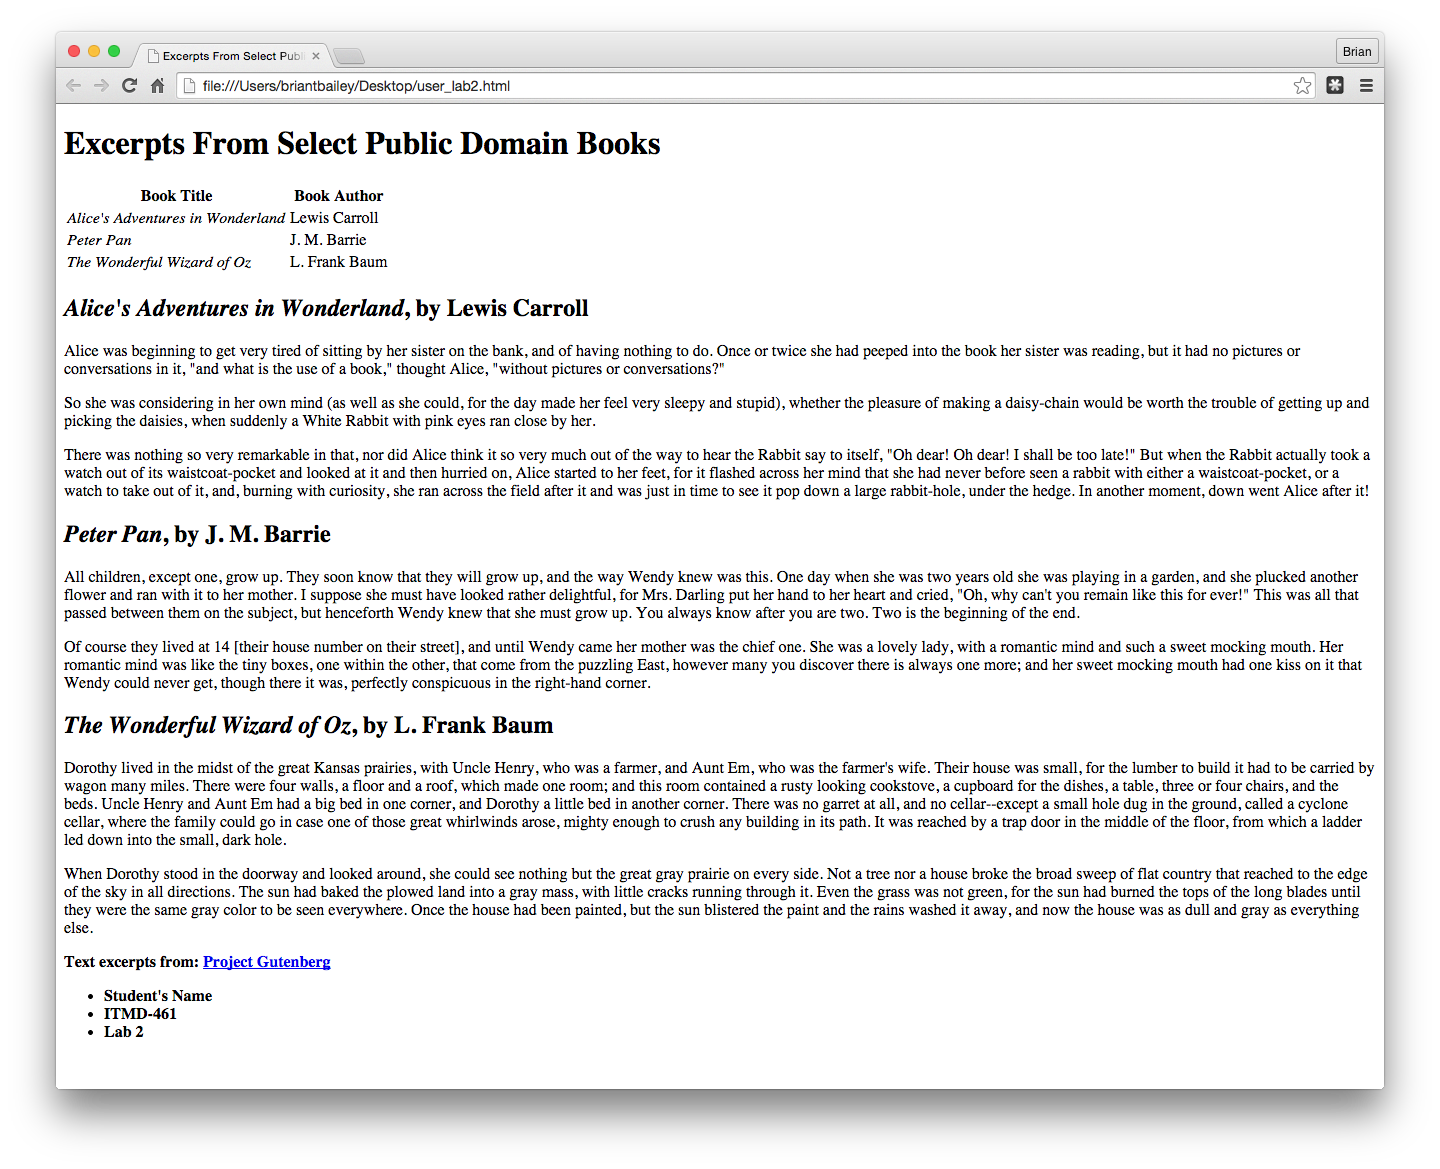 Excerpts From Select Publ
Brian
file:///Users/briantbailey/Desktop/user_lab2.html
Excerpts From Select Public Domain Books
Book Title Book Author
Alice's Adventures in Wonderland Lewis Carroll
Peter Pan J. M. Barrie
The Wonderful Wizard of Oz L. Frank Baum
Alice's Adventures in Wonderland, by Lewis Carroll
Alice was beginning to get very tired of sitting by her sister on the bank, and of having nothing to do. Once or twice she had peeped into the book her sister was reading, but it had no pictures or
conversations in it, "and what is the use of a book," thought Alice, "without pictures or conversations?"
So she was considering in her own mind (as well as she could, for the day made her feel very sleepy and stupid), whether the pleasure of making a daisy-chain would be worth the trouble of getting up and
picking the daisies, when suddenly a White Rabbit with pink eyes ran close by her.
There was nothing so very remarkable in that, nor did Alice think it so very much out of the way to hear the Rabbit say to itself, "Oh dear! Oh dear! I shall be too late!" But when the Rabbit actually took a
watch out of its waistcoat-pocket and looked at it and then hurried on, Alice started to her feet, for it flashed across her mind that she had never before seen a rabbit with either a waistcoat-pocket, or a
watch to take out of it, and, burning with curiosity, she ran across the field after it and was just in time to see it pop down a large rabbit-hole, under the hedge. In another moment, down went Alice after it!
Peter Pan, by J. M. Barrie
All children, except one, grow up. They soon know that they will grow up, and the way Wendy knew was this. One day when she was two years old she was playing in a garden, and she plucked another
flower and ran with it to her mother. I suppose she must have looked rather delightful, for Mrs. Darling put her hand to her heart and cried, "Oh, why can't you remain like this for ever!" This was all that
passed between them on the subject, but henceforth Wendy knew that she must grow up. You always know after you are two. Two is the beginning of the end.
Of course they lived at 14 [their house number on their street], and until Wendy came her mother was the chief one. She was a lovely lady, with a romantic mind and such a sweet mocking mouth. Her
romantic mind was like the tiny boxes, one within the other, that come from the puzzling East, however many you discover there is always one more; and her sweet mocking mouth had one kiss on it that
Wendy could never get, though there it was, perfectly conspicuous in the right-hand corner.
The Wonderful Wizard of Oz, by L. Frank Baum
Dorothy lived in the midst of the great Kansas prairies, with Uncle Henry, who was a farmer, and Aunt Em, who was the farmer's wife. Their house was small, for the lumber to build it had to be carried by
wagon many miles. There were four walls, a floor and a roof, which made one room; and this room contained a rusty looking cookstove, a cupboard for the dishes, a table, three or four chairs, and the
beds. Uncle Henry and Aunt Em had a big bed in one corner, and Dorothy a little bed in another corner. There was no garret at all, and no cellar--except a small hole dug in the ground, called a cyclone
cellar, where the family could go in case one of those great whirlwinds arose, mighty enough to crush any building in its path. It was reached by a trap door in the middle of the floor, from which a ladder
led down into the small, dark hole.
When Dorothy stood in the doorway and looked around, she could see nothing but the great gray prairie on every side. Not a tree nor a house broke the broad sweep of flat country that reached to the edge
of the sky in all directions. The sun had baked the plowed land into a gray mass, with little cracks running through it. Even the grass was not green, for the sun had burned the tops of the long blades until
they were the same gray color to be seen everywhere. Once the house had been painted, but the sun blistered the paint and the rains washed it away, and now the house was as dull and gray as everything
else.
Text excerpts from: Project Gutenberg
• Student's Name
• ITMD-461
• Lab 2